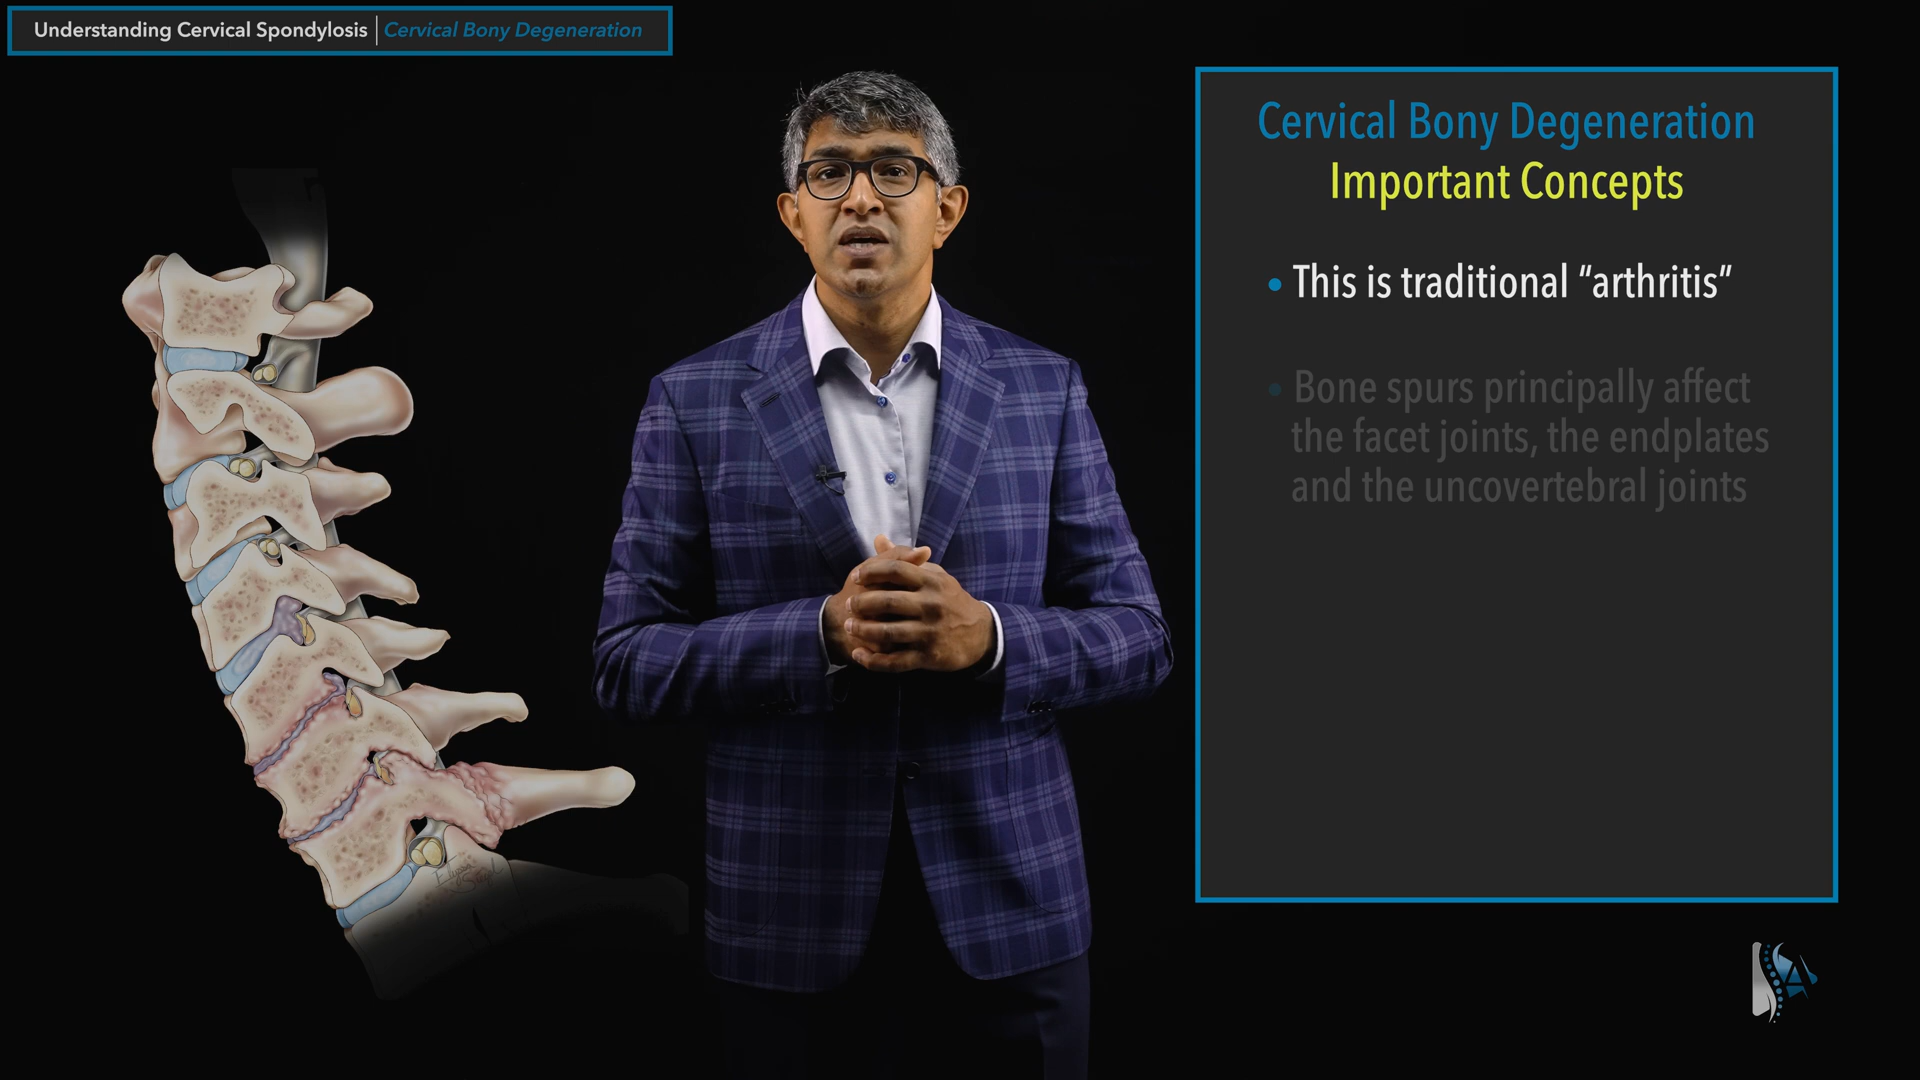 Understanding Cervical Spondylosis | Cervical Bony Degeneration
Cervical Bony Degeneration
Important Concepts
• This is traditional “arthritis”
• Bone spurs principally affect
the facet joints, the endplates
and the uncovertebral joints